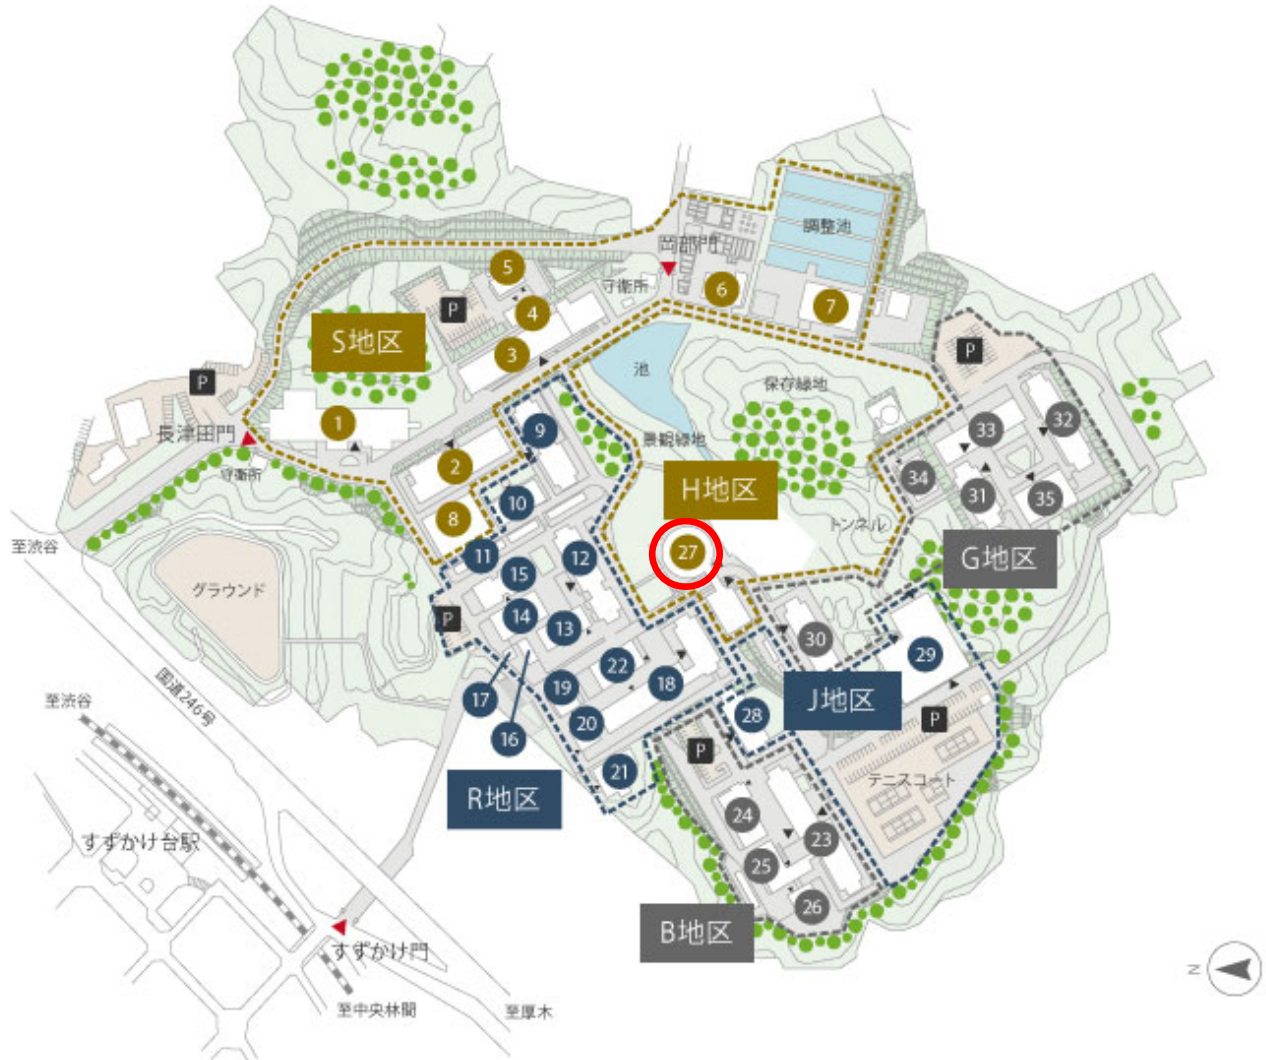 調整池
岡部門
5
守衛所
6
7
P
4
S地区
3
P
池
保存緑地
P
32
1
長津田門
景観緑地
9
33
守衛所
2
H地区
34
31
35
10
8
トンネル
至渋谷
11
12
27
G地区
グラウンド
15
14
13
P
30
22
29
17
19
18
J地区
至渋谷
国道246号
16
20
28
P
P
21
R地区
テニスコート
24
23
すずかけ台駅
25
26
B地区
すずかけ門
N
至中央林間
至厚木